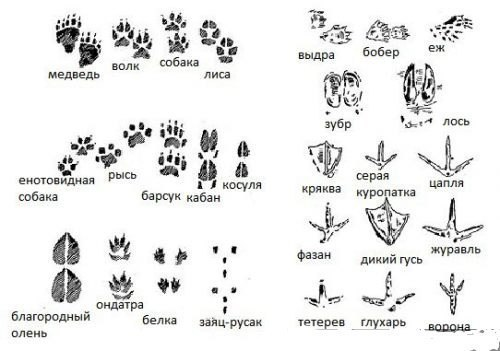 медведь
волк
собака
лиса
выдра
бобер
еж
зубр
лось
енотовидная
собака
рысь
барсук
кабан
косуля
кряква
серая
куропатка
цапля
фазан
дикий гусь
журавль
благородный
олень
ондатра
белка
зайц-русак
тетерев
глухарь
ворона